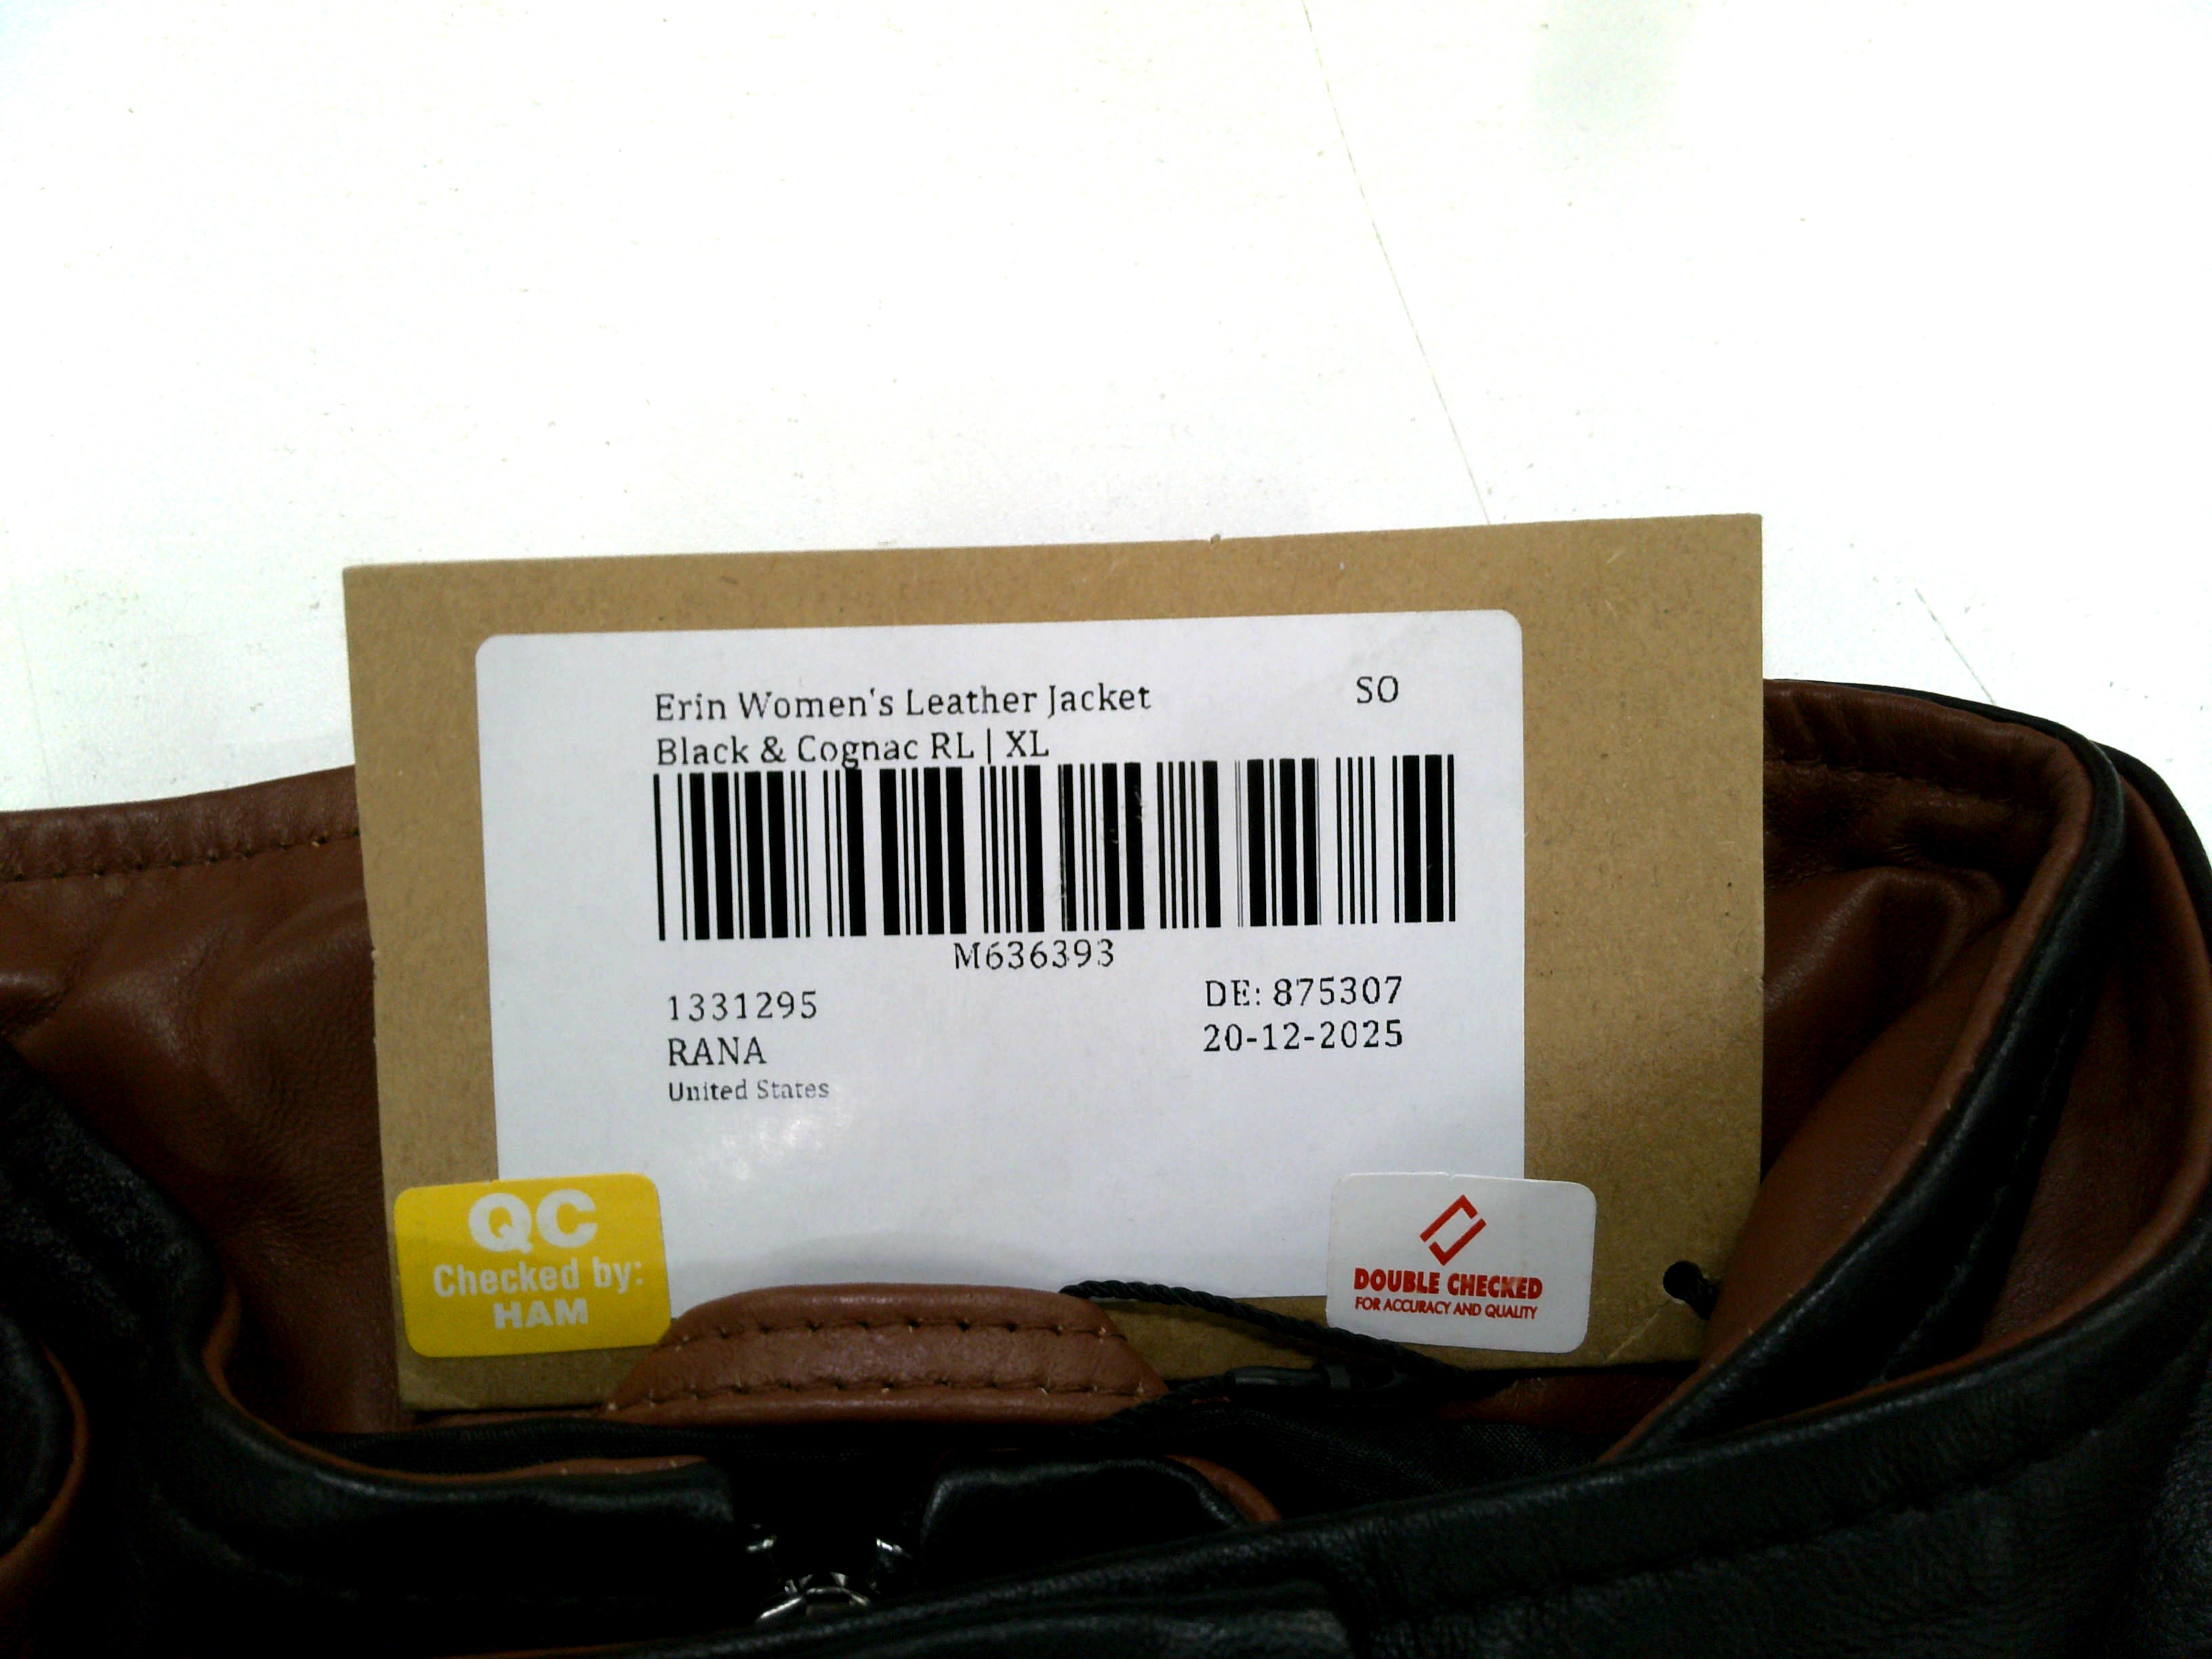 Erin Women's Leather Jacket SO
Black & Cognac RL | XL
M636393
1331295 DE: 875307
RANA 20-12-2025
United States
QC
Checked by:
HAM
DOUBLE CHECKED
FOR ACCURACY AND QUALITY